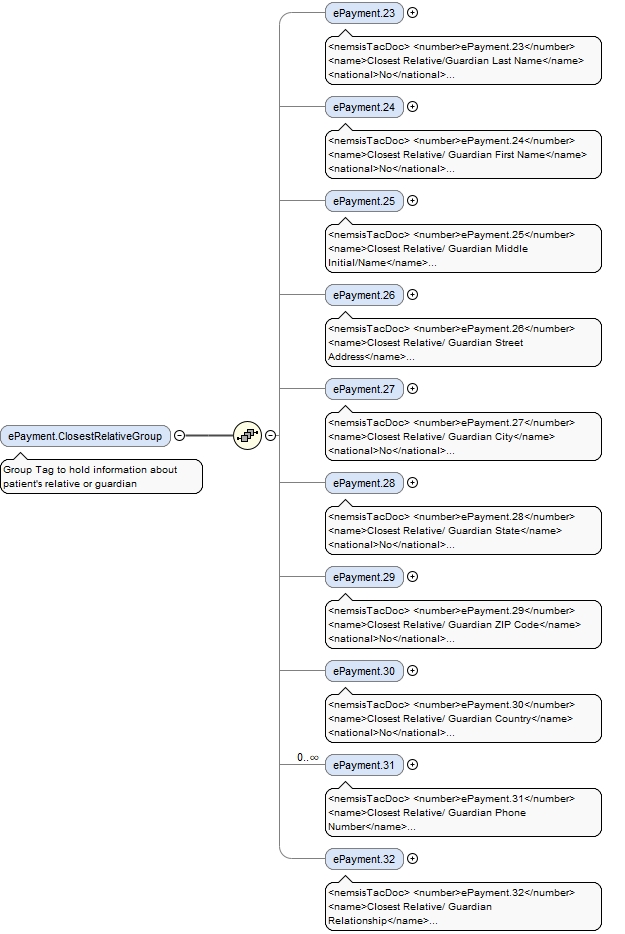 ePayment.23
<nemsisTacDoc> <number>ePayment.23</number>
<name>Closest Relative/Guardian Last Name</name>
<national>No</national>...
ePayment.24
<nemsisTacDoc> <number>ePayment.24</number>
<name>Closest Relative/ Guardian First Name</name>
<national>No</national>...
ePayment.25
<nemsisTacDoc> <number>ePayment.25</number>
<name>Closest Relative/ Guardian Middle
Initial/Name</name>...
ePayment.26
<nemsisTacDoc> <number>ePayment.26</number>
<name>Closest Relative/ Guardian Street
Address</name>...
ePayment.27
<nemsisTacDoc> <number>ePayment.27</number>
<name>Closest Relative/ Guardian City</name>
<national>No</national>...
ePayment.ClosestRelativeGroup
Group Tag to hold information about
patient's relative or guardian
ePayment.28
<nemsisTacDoc> <number>ePayment.28</number>
<name>Closest Relative/ Guardian State</name>
<national>No</national>...
ePayment.29
<nemsisTacDoc> <number>ePayment.29</number>
<name>Closest Relative/ Guardian ZIP Code</name>
<national>No</national>...
ePayment.30
<nemsisTacDoc> <number>ePayment.30</number>
<name>Closest Relative/ Guardian Country</name>
<national>No</national>...
0..∞
ePayment.31
<nemsisTacDoc> <number>ePayment.31</number>
<name>Closest Relative/ Guardian Phone
Number</name>...
ePayment.32
<nemsisTacDoc> <number>ePayment.32</number>
<name>Closest Relative/ Guardian
Relationship</name>...